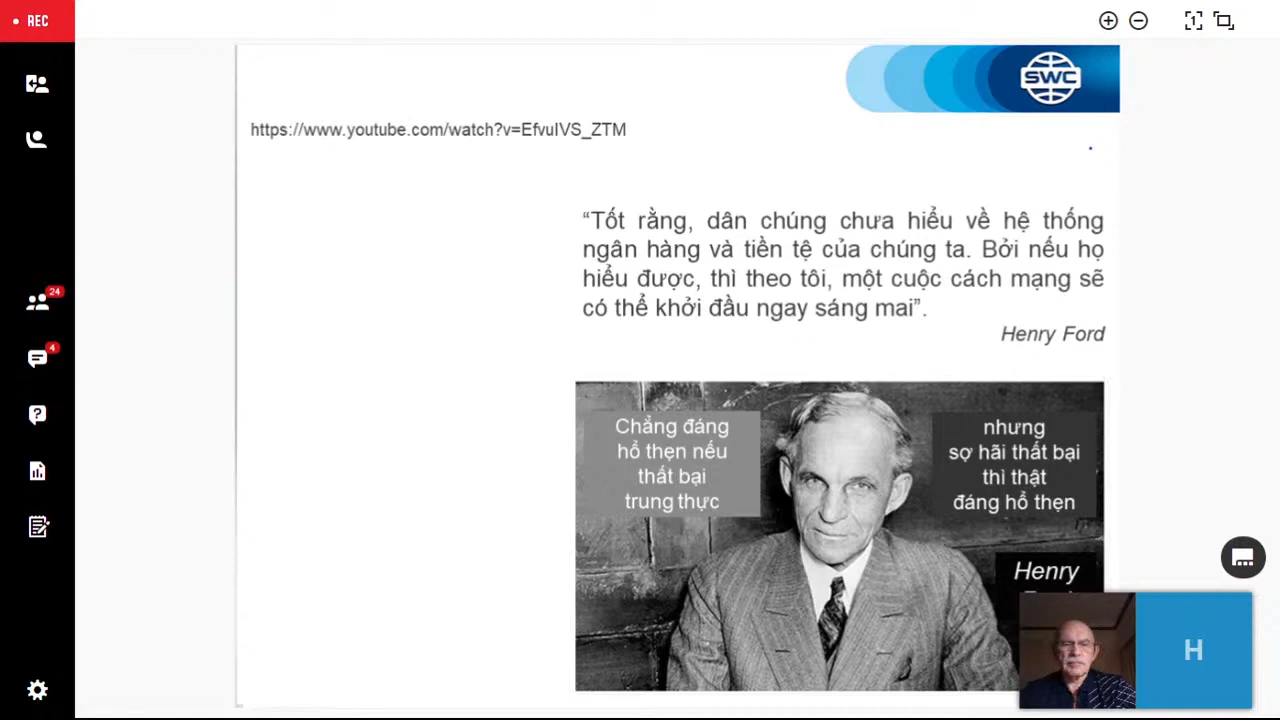 REC
1
SWC
https://www.youtube.com/watch?v=EfvuIVS_ZTM
“Tốt rằng, dân chúng chưa hiểu về hệ thống
ngân hàng và tiền tệ của chúng ta. Bởi nếu họ
hiểu được, thì theo tôi, một cuộc cách mạng sẽ
có thể khởi đầu ngay sáng mai”.
Henry Ford
24
4
Chẳng đáng
hổ thẹn nếu
thất bại
trung thực
nhưng
sợ hãi thất bại
thì thật
đáng hổ thẹn
Henry
H